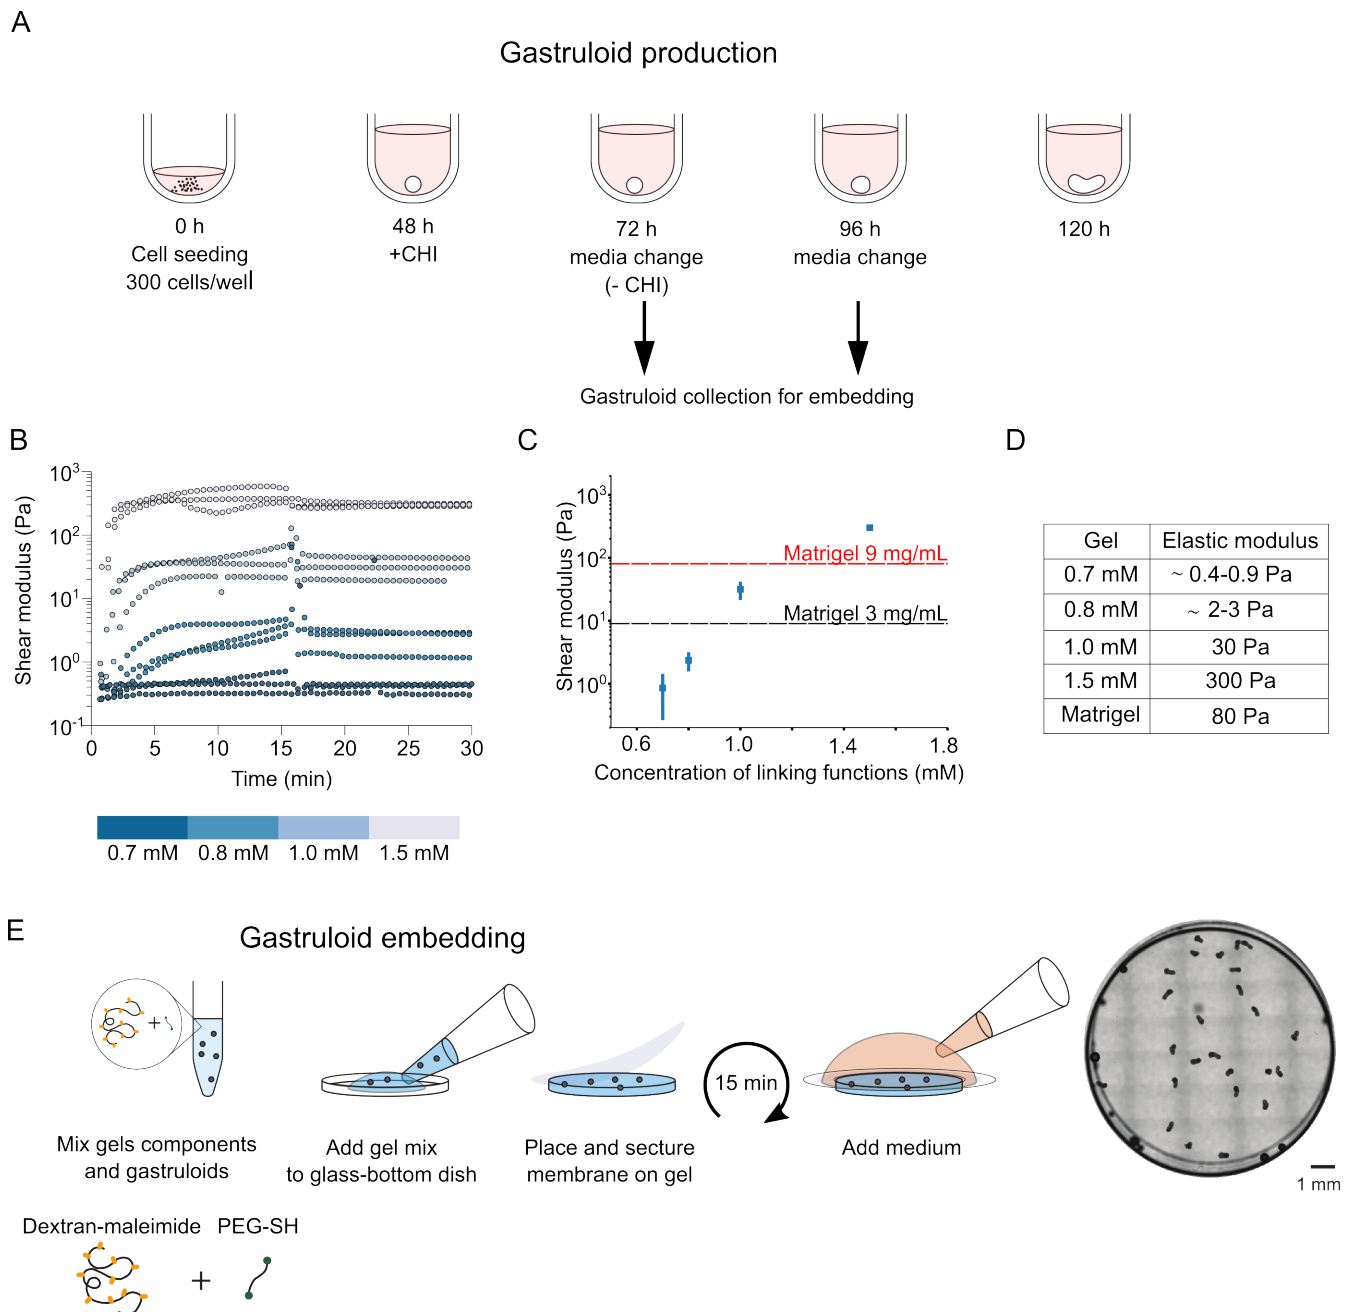 A
Gastruloid production
0 h
Cell seeding
300 cells/well
48 h
+CHI
72 h
media change
(- CHI)
96 h
media change
120 h
Gastruloid collection for embedding
B
Shear modulus (Pa)
10³
10²
10¹
10⁰
10⁻¹
0 5 10 15 20 25 30
Time (min)
0.7 mM 0.8 mM 1.0 mM 1.5 mM
C
Shear modulus (Pa)
10³
10²
10¹
10⁰
Matrigel 9 mg/mL
Matrigel 3 mg/mL
0.6 1.0 1.4 1.8
Concentration of linking functions (mM)
D
Gel Elastic modulus
0.7 mM ~ 0.4-0.9 Pa
0.8 mM ~ 2-3 Pa
1.0 mM 30 Pa
1.5 mM 300 Pa
Matrigel 80 Pa
E
Gastruloid embedding
+
Mix gels components
and gastruloids
Add gel mix
to glass-bottom dish
Place and secture
membrane on gel
15 min
Add medium
1 mm
Dextran-maleimide PEG-SH
+